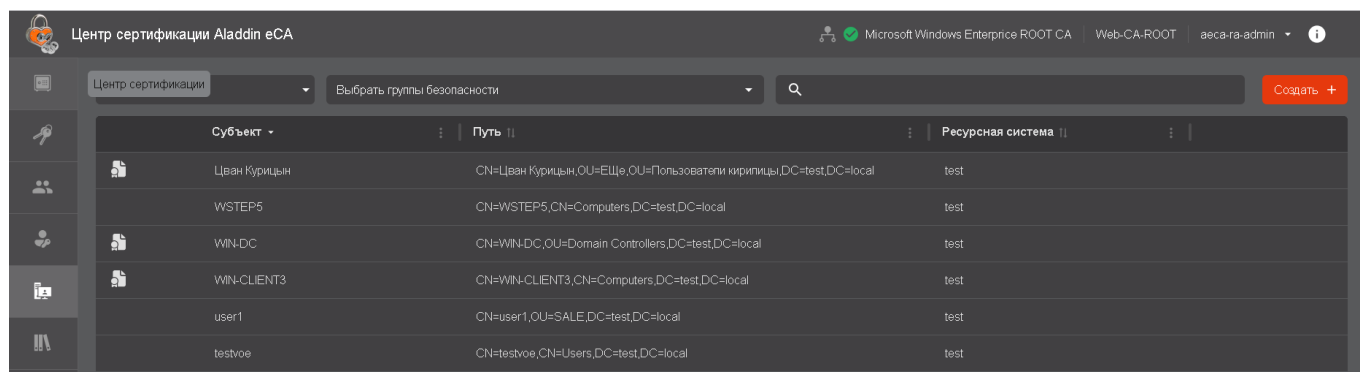 Центр сертификации Aladdin eCA
Microsoft Windows Enterprice ROOT CA
Web-CA-ROOT
aeca-ra-admin
Центр сертификации
Выбрать группы безопасности
Создать +
Субъект
Путь
Ресурсная система
Цван Курицын CN=Цван Курицын,OU=ЕЩе,OU=Пользователи кирипицы,DC=test,DC=local test
WSTEP5 CN=WSTEP5,CN=Computers,DC=test,DC=local test
WIN-DC CN=WIN-DC,OU=Domain Controllers,DC=test,DC=local test
WIN-CLIENT3 CN=WIN-CLIENT3,CN=Computers,DC=test,DC=local test
user1 CN=user1,OU=SALE,DC=test,DC=local test
testvoe CN=testvoe,CN=Users,DC=test,DC=local test